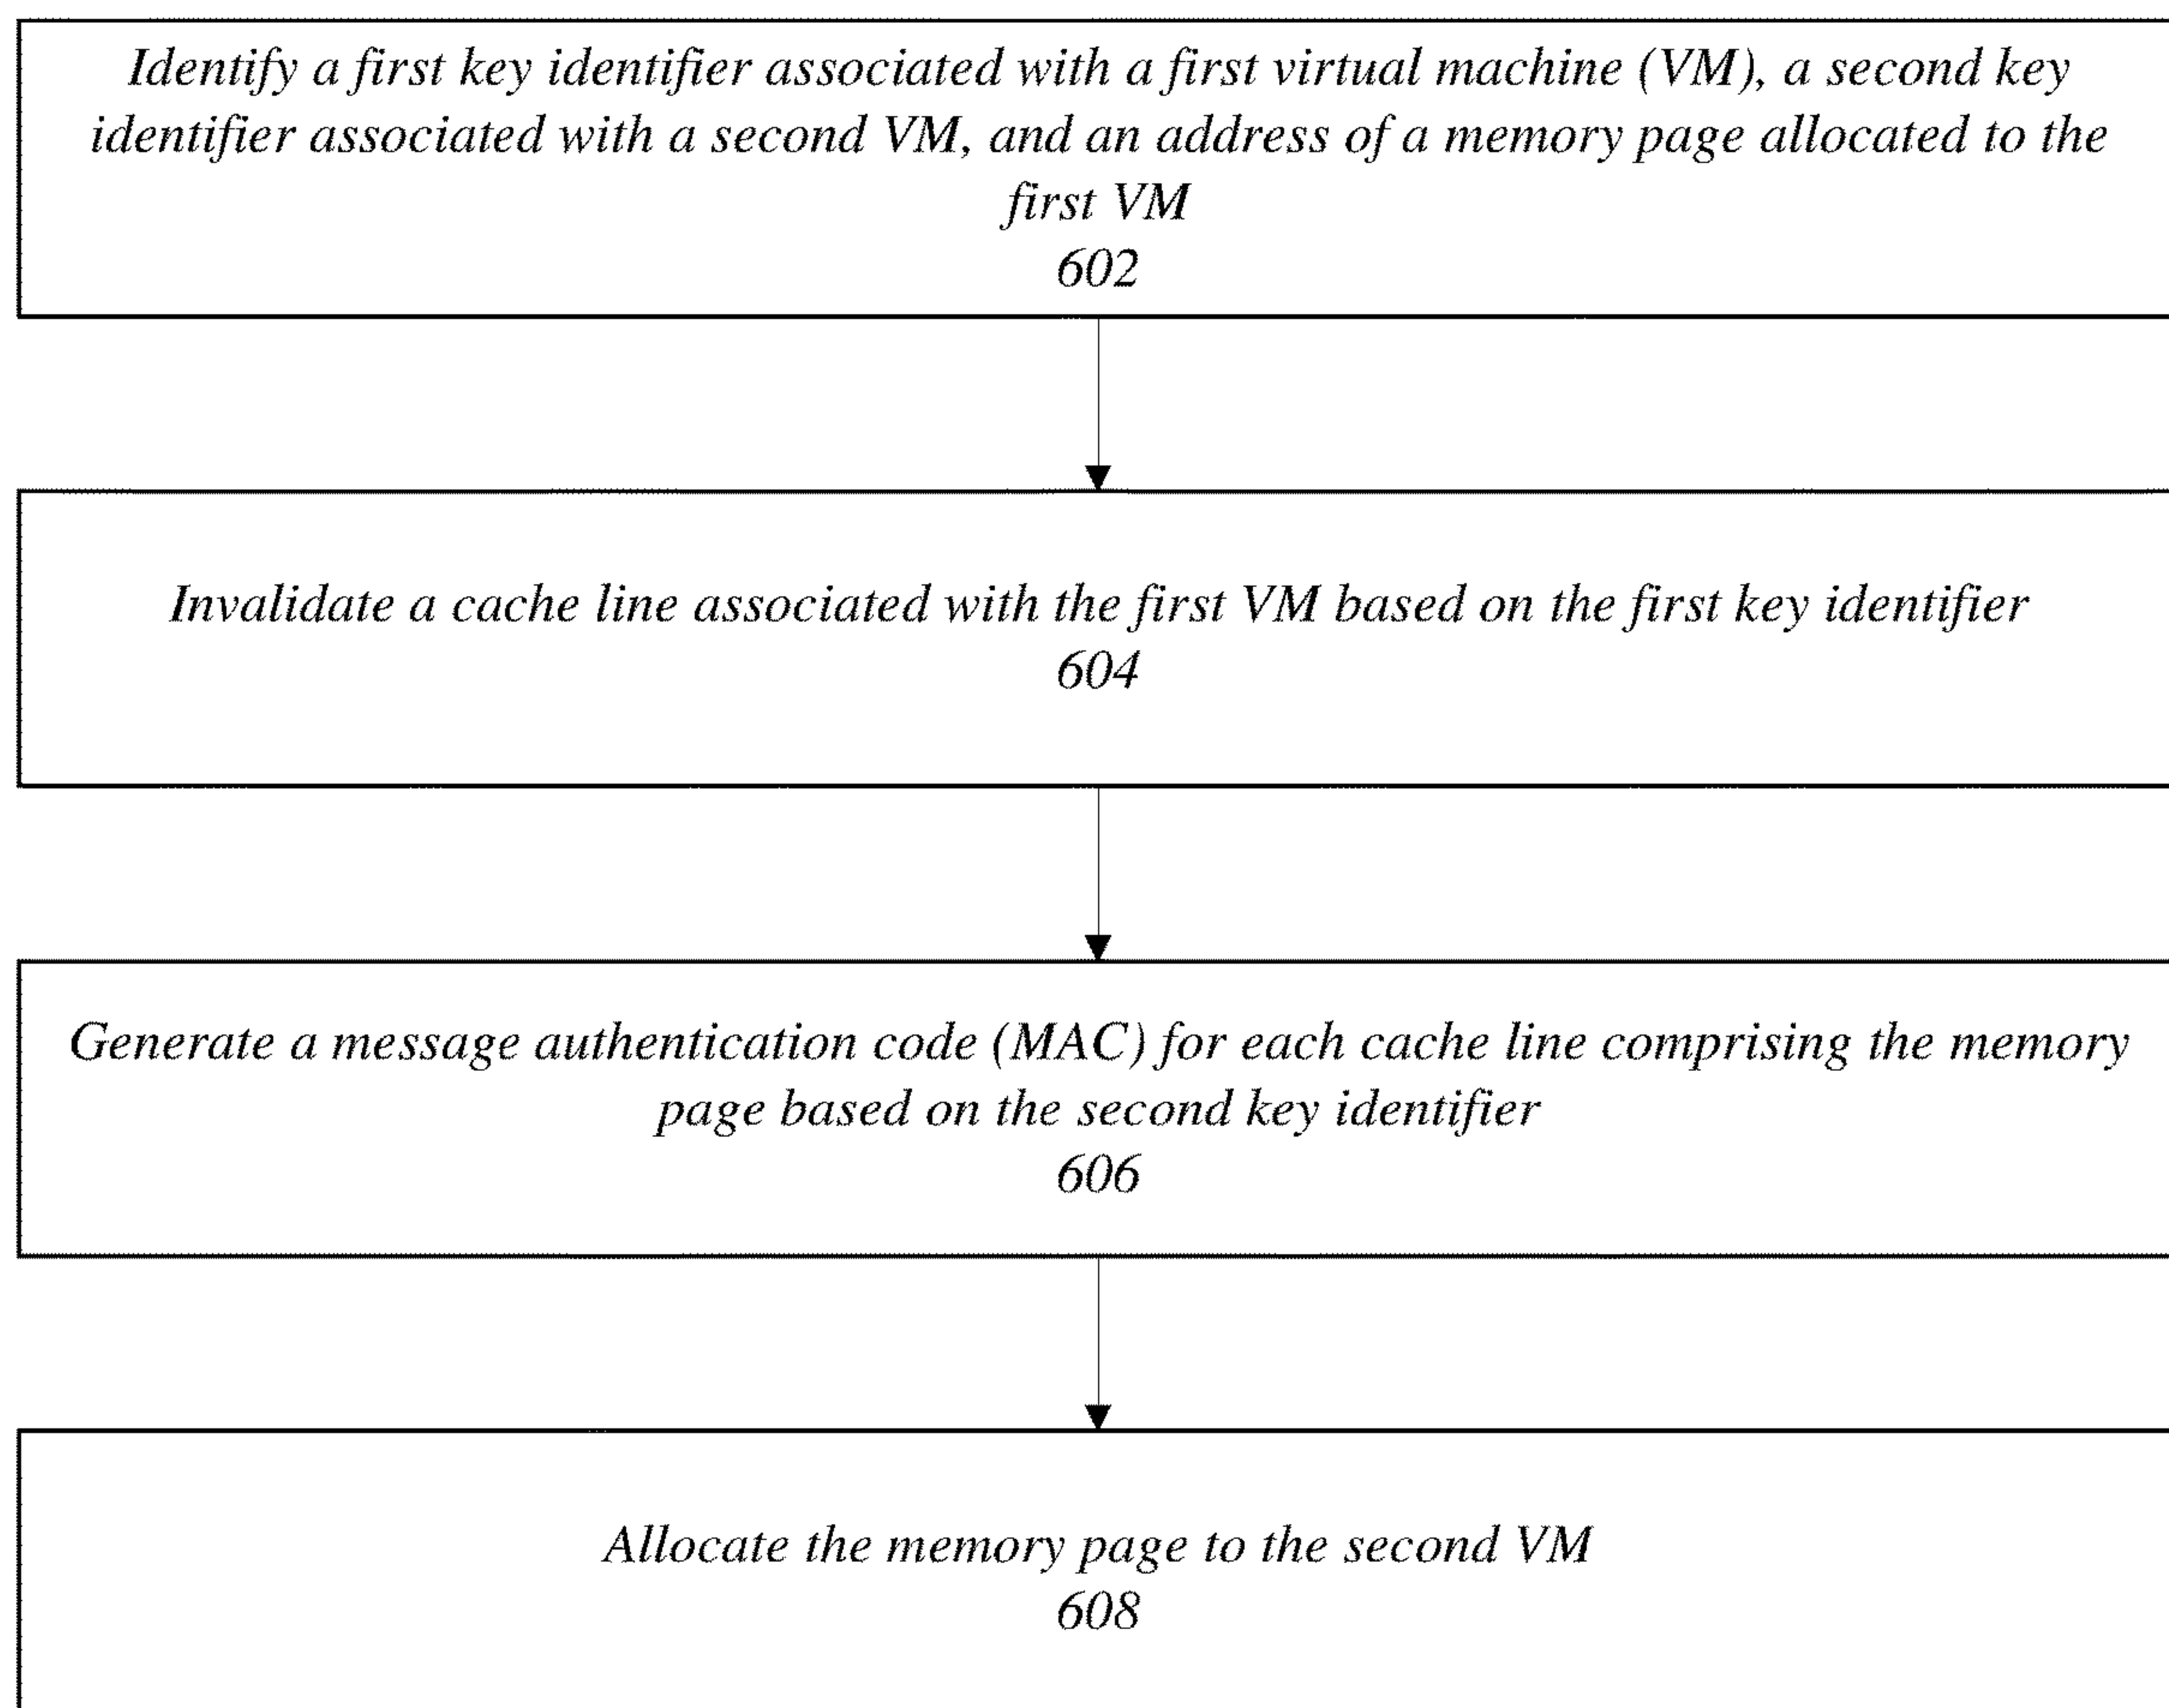 Identify a first key identifier associated with a first virtual machine (VM), a second key
identifier associated with a second VM, and an address of a memory page allocated to the
first VM
602
Invalidate a cache line associated with the first VM based on the first key identifier
604
Generate a message authentication code (MAC) for each cache line comprising the memory
page based on the second key identifier
606
Allocate the memory page to the second VM
608